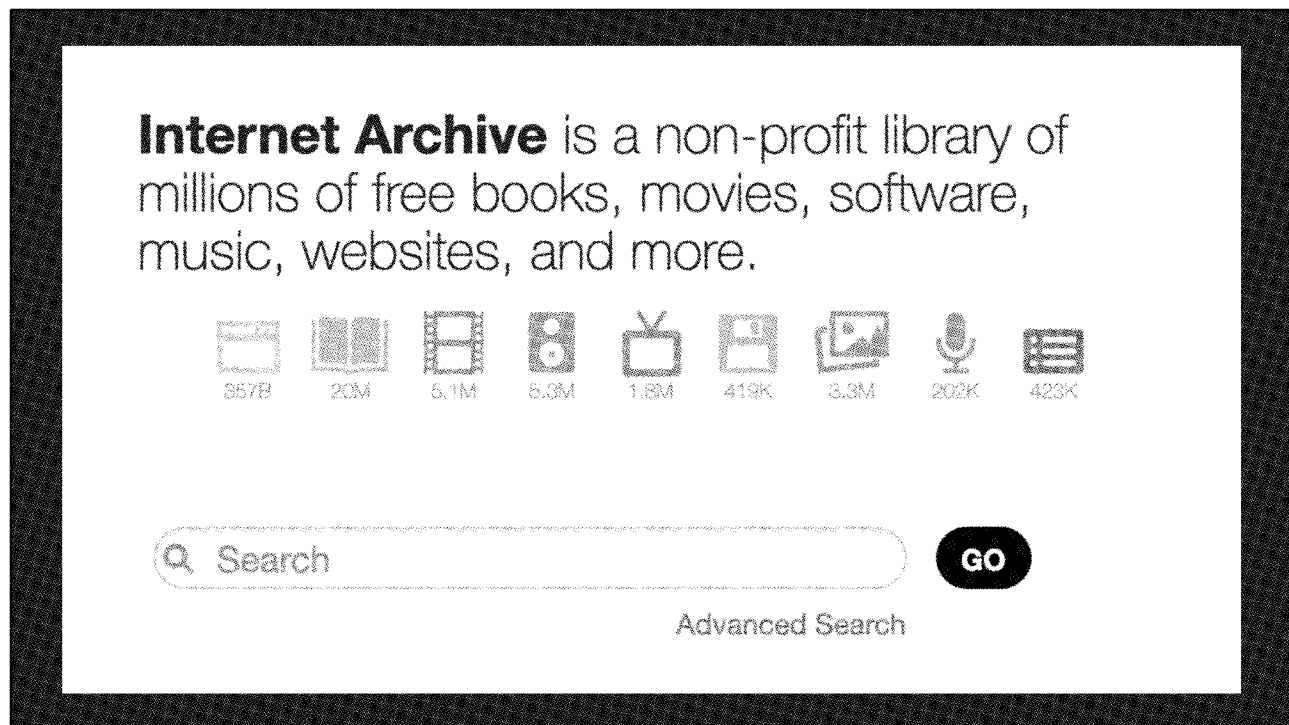 Internet Archive is a non-profit library of
millions of free books, movies, software,
music, websites, and more.
357B 20M 5.1M 5.3M 1.8M 419K 3.3M 202K 423K
Search GO
Advanced Search